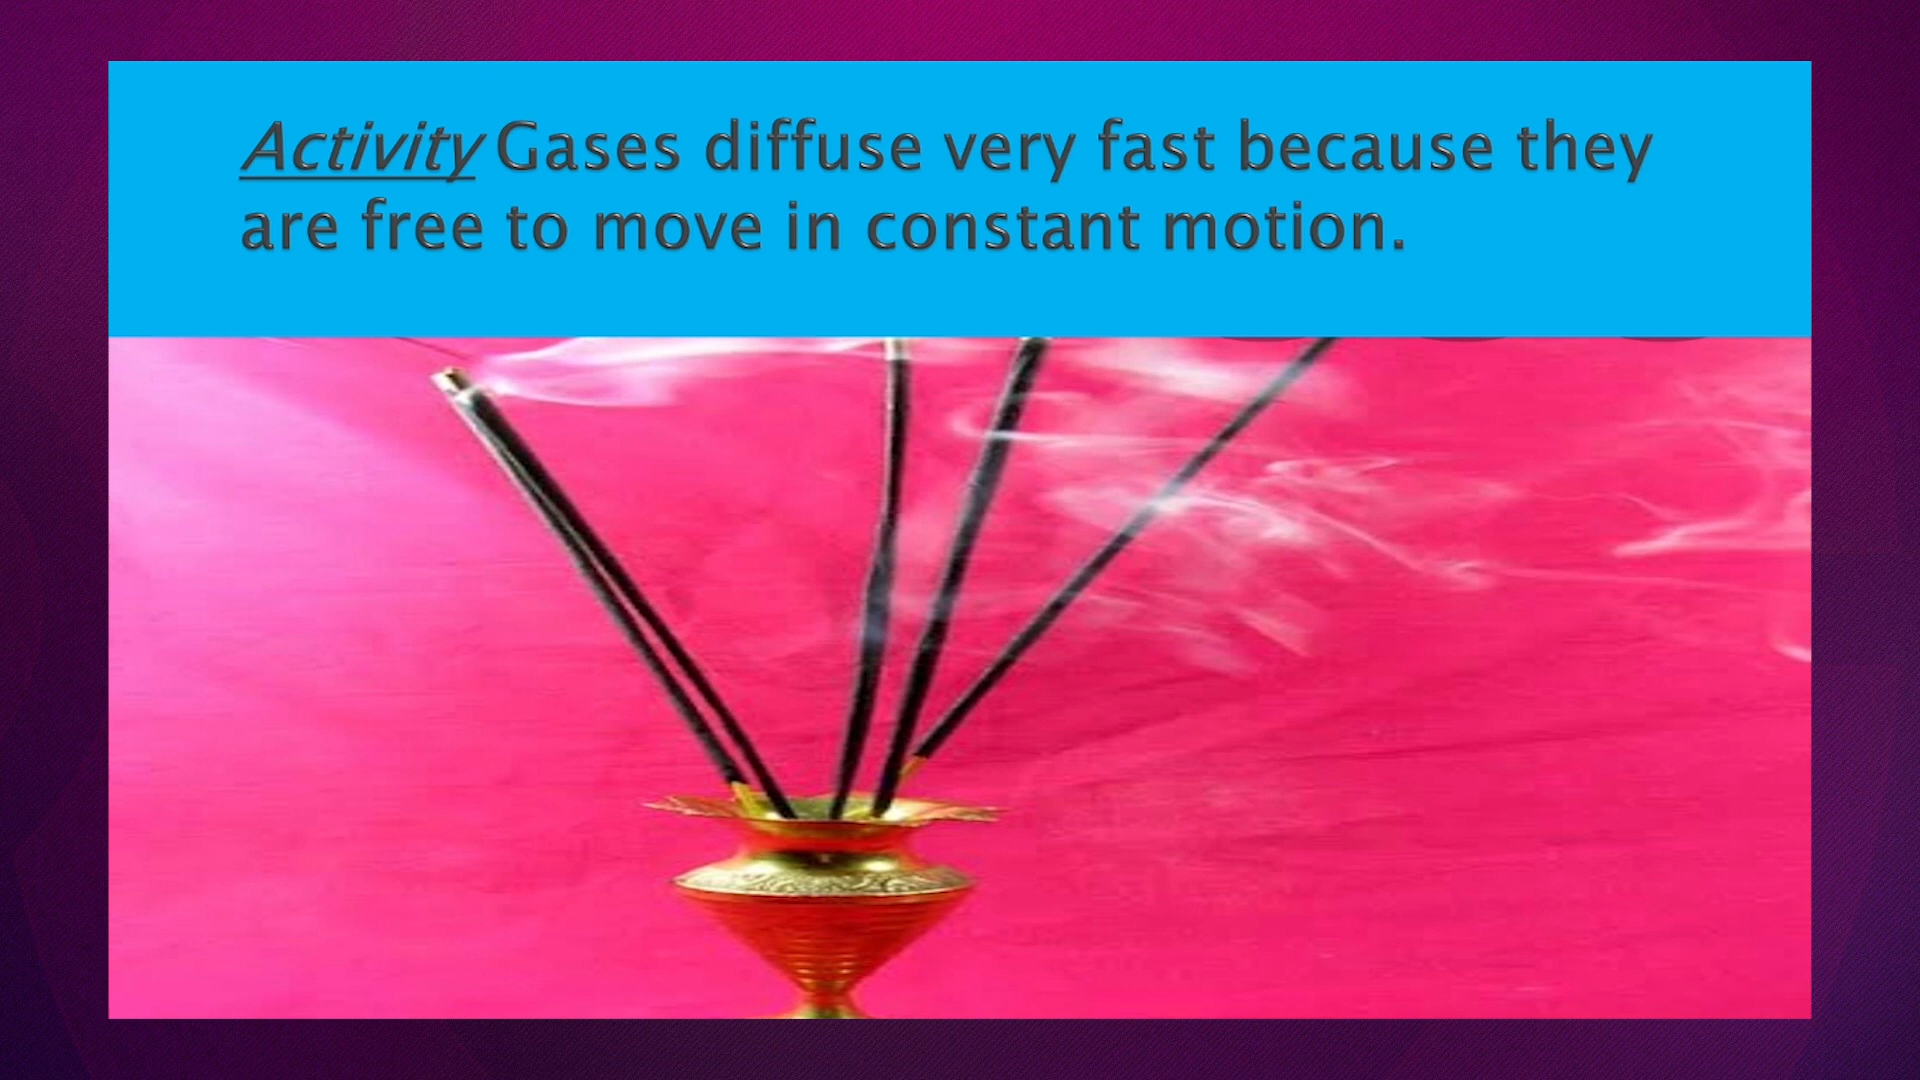 Activity Gases diffuse very fast because they
are free to move in constant motion.